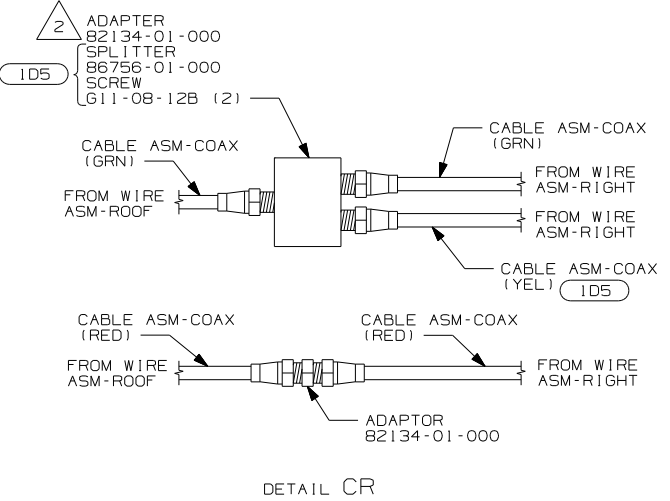 2
ADAPTER
82134-01-000
SPLITTER
86756-01-000
SCREW
G11-08-12B (2)
1D5
CABLE ASM-COAX
(GRN)
FROM WIRE
ASM-ROOF
CABLE ASM-COAX
(GRN)
FROM WIRE
ASM-RIGHT
FROM WIRE
ASM-RIGHT
CABLE ASM-COAX
(YEL)
1D5
CABLE ASM-COAX
(RED)
FROM WIRE
ASM-ROOF
CABLE ASM-COAX
(RED)
FROM WIRE
ASM-RIGHT
ADAPTOR
82134-01-000
DETAIL CR